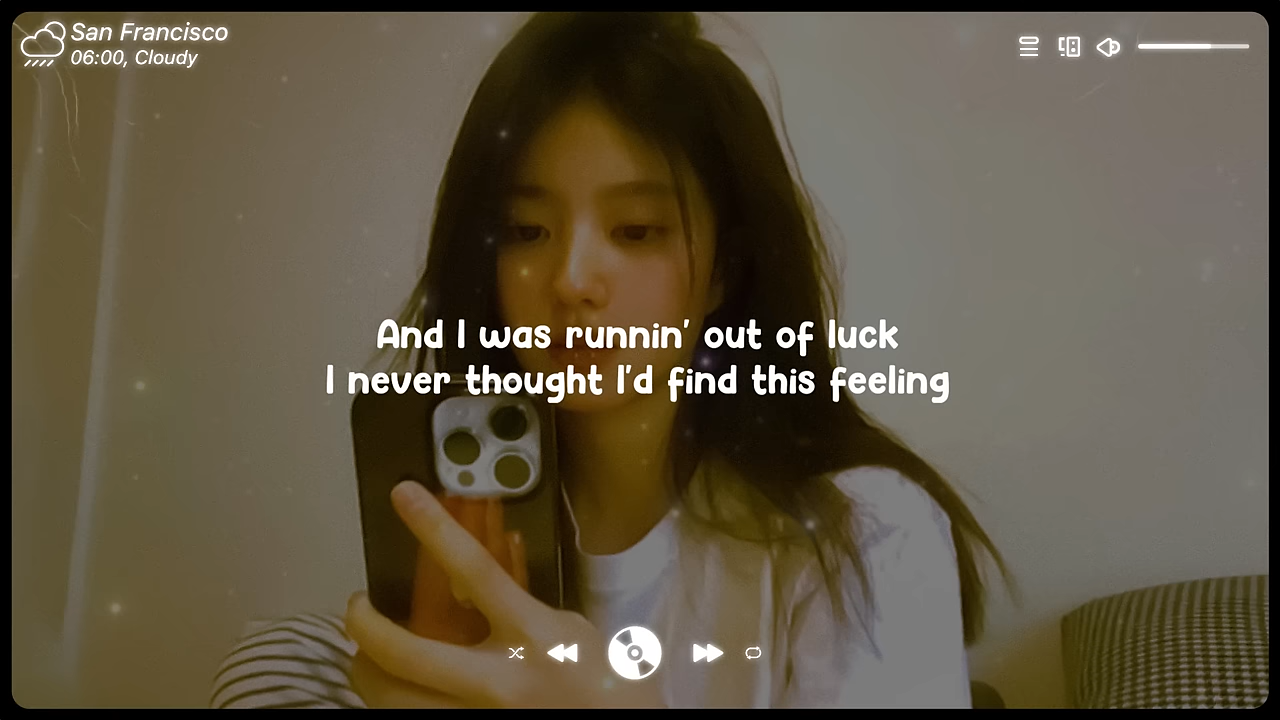 San Francisco
06:00, Cloudy
And I was runnin' out of luck
I never thought I'd find this feeling